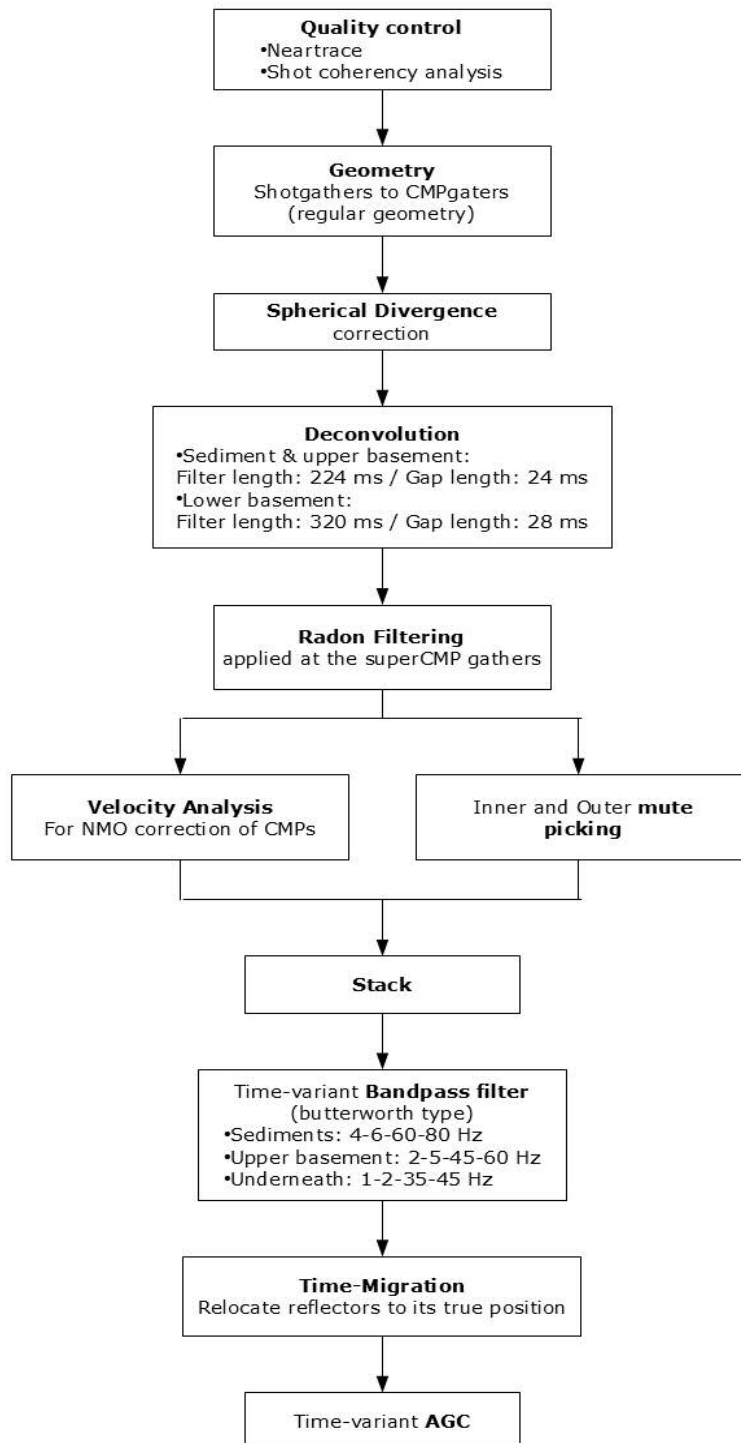 Quality control
•Neartrace
•Shot coherency analysis
Geometry
Shotgathers to CMPgaters
(regular geometry)
Spherical Divergence
correction
Deconvolution
•Sediment & upper basement:
Filter length: 224 ms / Gap length: 24 ms
•Lower basement:
Filter length: 320 ms / Gap length: 28 ms
Radon Filtering
applied at the superCMP gathers
Velocity Analysis
For NMO correction of CMPs
Inner and Outer mute
picking
Stack
Time-variant Bandpass filter
(butterworth type)
•Sediments: 4-6-60-80 Hz
•Upper basement: 2-5-45-60 Hz
•Underneath: 1-2-35-45 Hz
Time-Migration
Relocate reflectors to its true position
Time-variant AGC